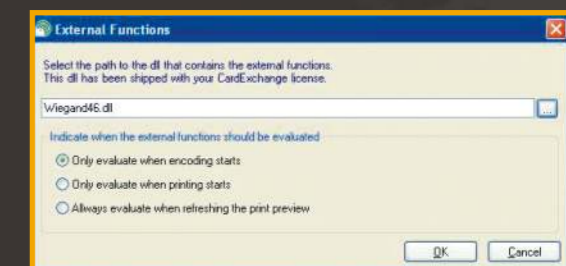 External Functions
Select the path to the dll that contains the external functions.
This dll has been shipped with your CardExchange license.
Wiegand46.dll
...
Indicate when the external functions should be evaluated
Only evaluate when encoding starts
Only evaluate when printing starts
Allways evaluate when refreshing the print preview
OK Cancel